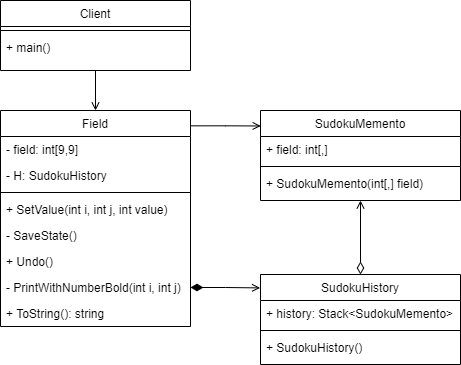 Client
+ main()
Field
- field: int[9,9]
- H: SudokuHistory
+ SetValue(int i, int j, int value)
- SaveState()
+ Undo()
- PrintWithNumberBold(int i, int j)
+ ToString(): string
SudokuMemento
+ field: int[,]
+ SudokuMemento(int[,] field)
SudokuHistory
+ history: Stack<SudokuMemento>
+ SudokuHistory()